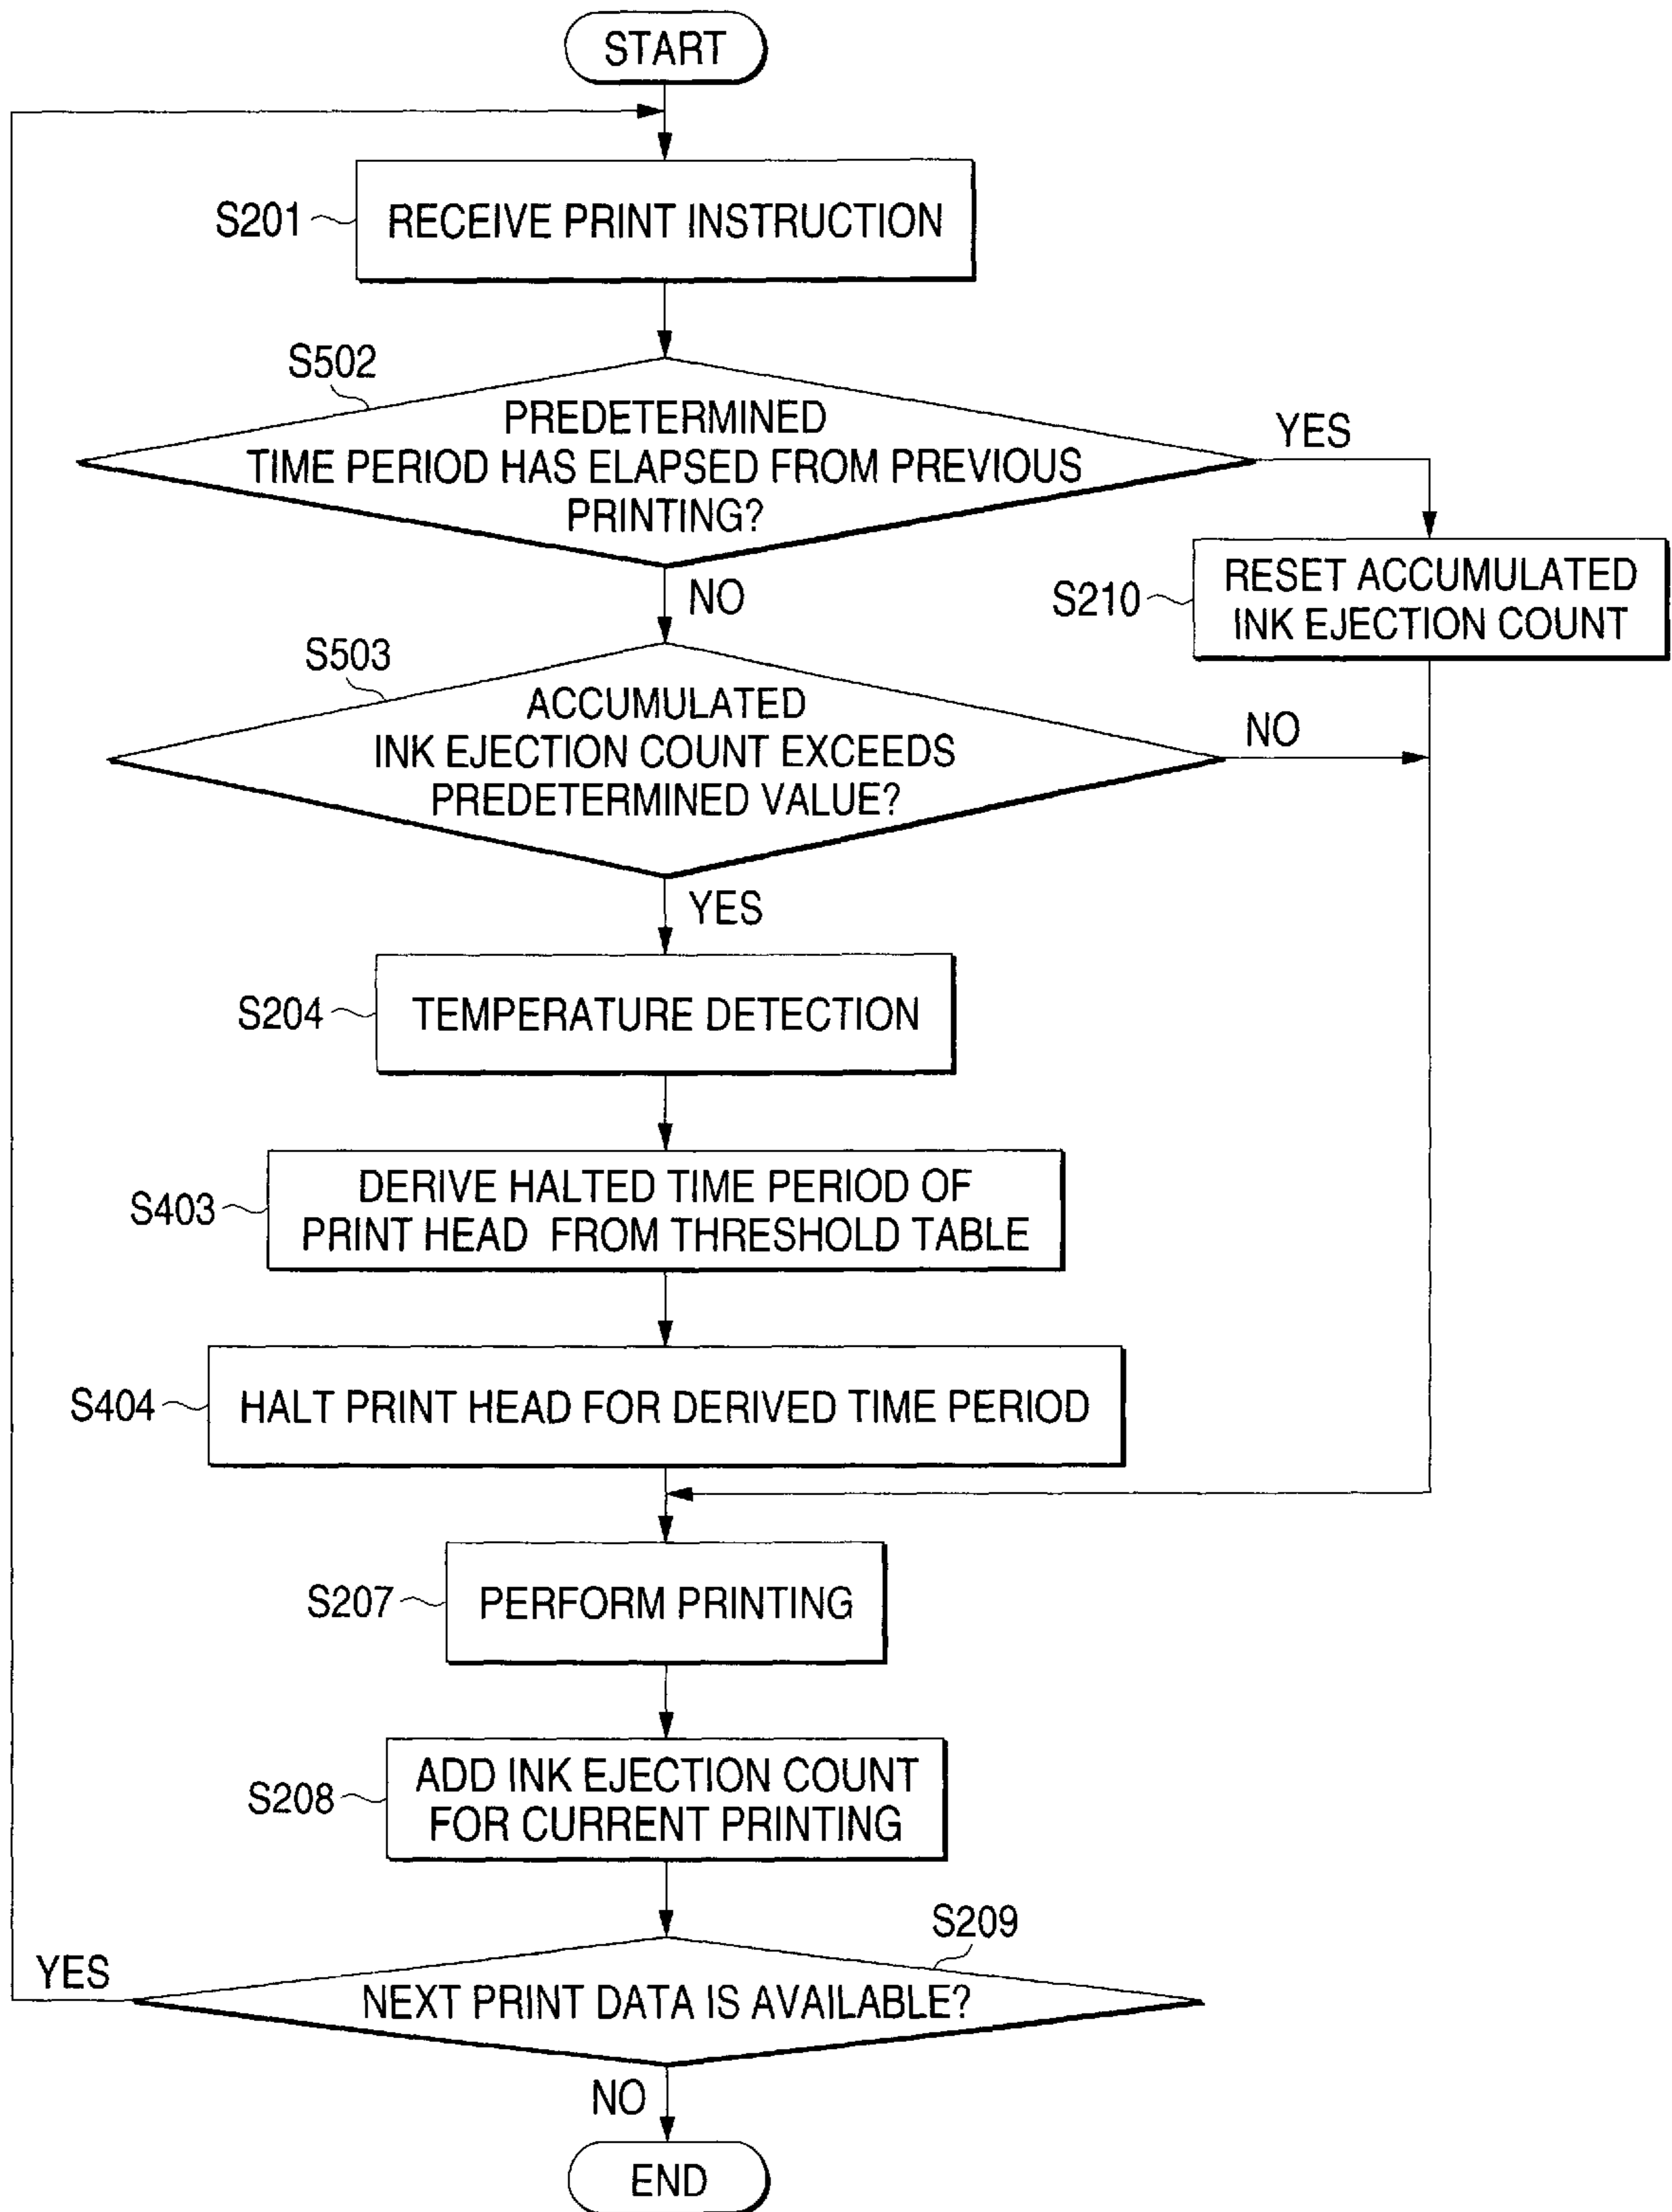 START
S201
RECEIVE PRINT INSTRUCTION
S502
PREDETERMINED
TIME PERIOD HAS ELAPSED FROM PREVIOUS
PRINTING?
YES
NO
S210
RESET ACCUMULATED
INK EJECTION COUNT
S503
ACCUMULATED
INK EJECTION COUNT EXCEEDS
PREDETERMINED VALUE?
NO
YES
S204
TEMPERATURE DETECTION
S403
DERIVE HALTED TIME PERIOD OF
PRINT HEAD FROM THRESHOLD TABLE
S404
HALT PRINT HEAD FOR DERIVED TIME PERIOD
S207
PERFORM PRINTING
S208
ADD INK EJECTION COUNT
FOR CURRENT PRINTING
S209
YES
NEXT PRINT DATA IS AVAILABLE?
NO
END